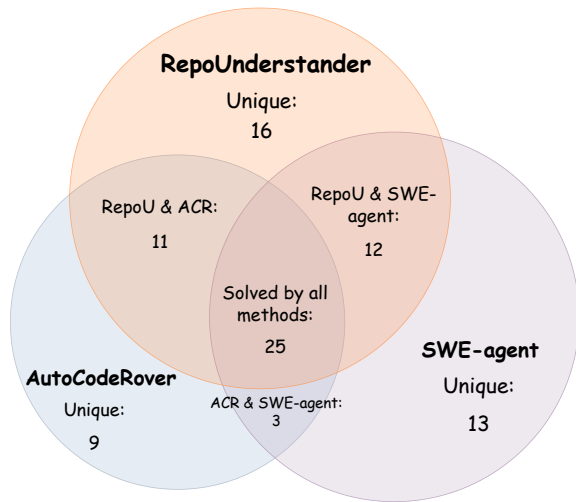 RepoUnderstander
Unique:
16
RepoU & ACR:
11
RepoU & SWE-
agent:
12
Solved by all
methods:
25
AutoCodeRover
Unique:
9
ACR & SWE-agent:
3
SWE-agent
Unique:
13